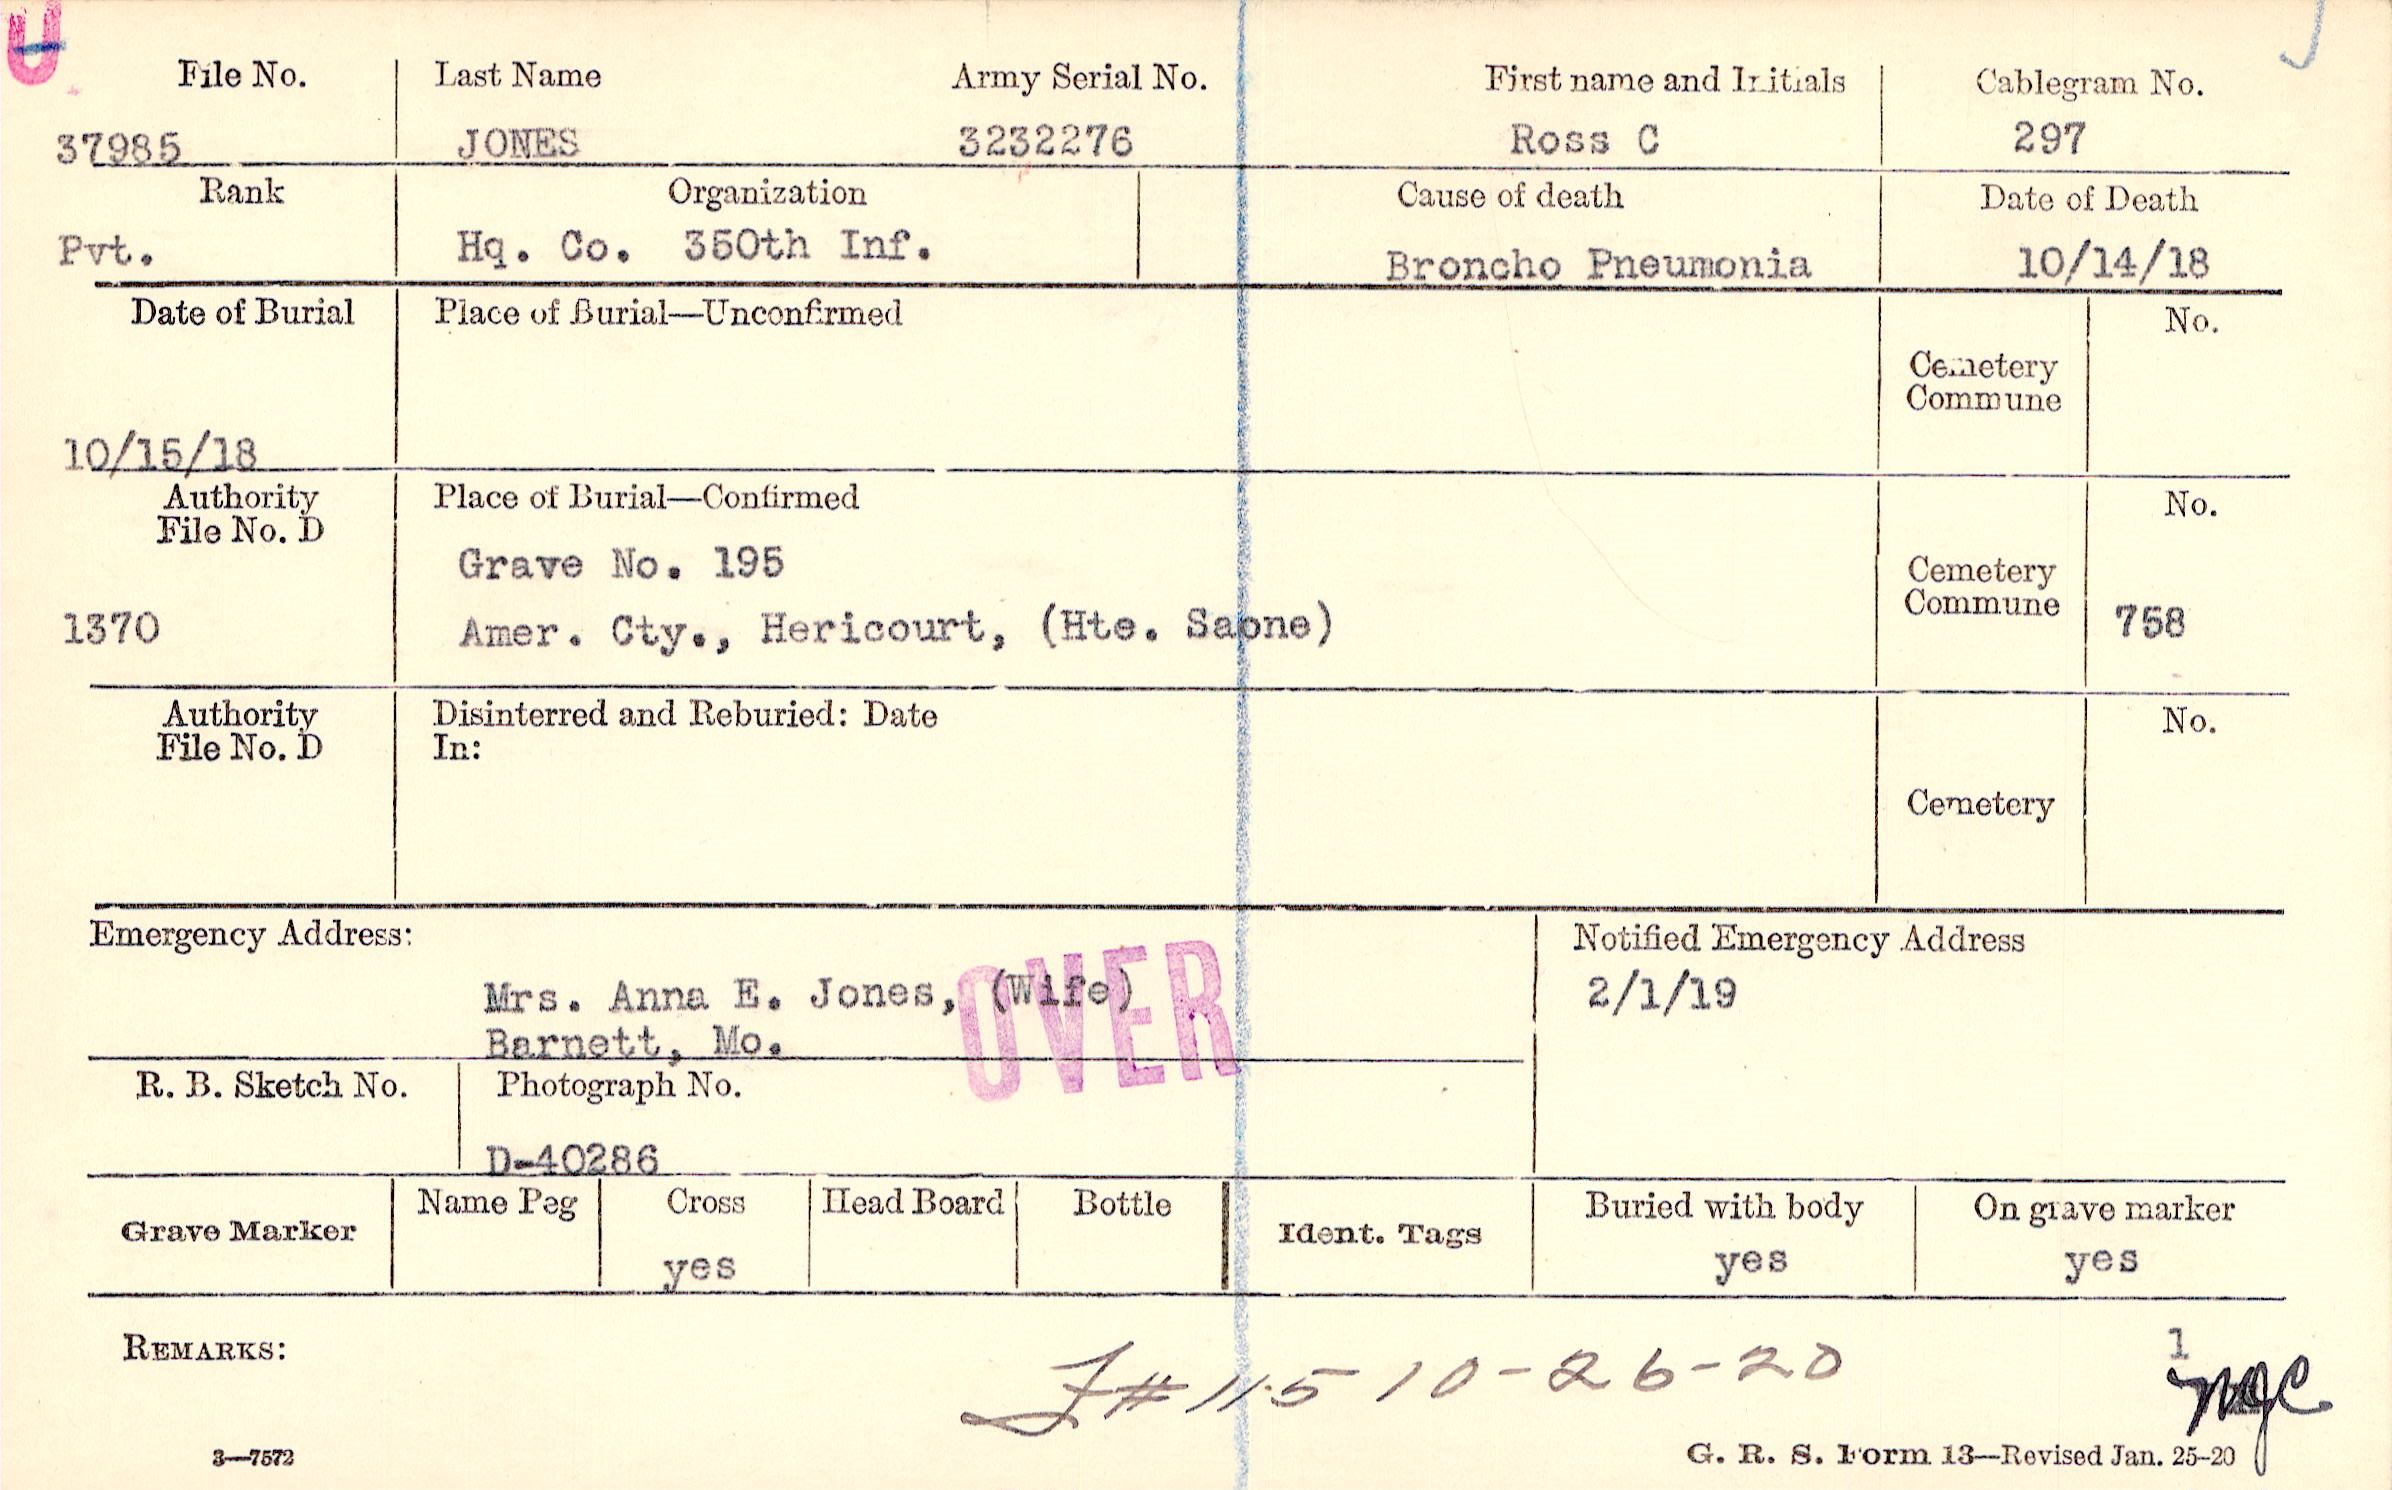 U
File No. Last Name Army Serial No. First name and Initials Cablegram No.
37985 JONES 3232276 Ross C 297
Rank Organization Cause of death Date of Death
Pvt. Hq. Co. 350th Inf. Broncho Pneumonia 10/14/18
Date of Burial Place of Burial—Unconfirmed No.
Cemetery
Commune
10/15/18
Authority Place of Burial—Confirmed No.
File No. D
Grave No. 195
Cemetery
Commune
1370 Amer. Cty., Hericourt, (Hte. Saone) 758
Authority Disinterred and Reburied: Date No.
File No. D In:
Cemetery
Emergency Address: Notified Emergency Address
Mrs. Anna E. Jones, (Wife) 2/1/19
Barnett, Mo.
OVER
R. B. Sketch No. Photograph No.
D-40286
Grave Marker Name Peg Cross Head Board Bottle Ident. Tags Buried with body On grave marker
yes yes yes
REMARKS: 1
#115 10-26-20
3—7572 G. R. S. Form 13—Revised Jan. 25-20